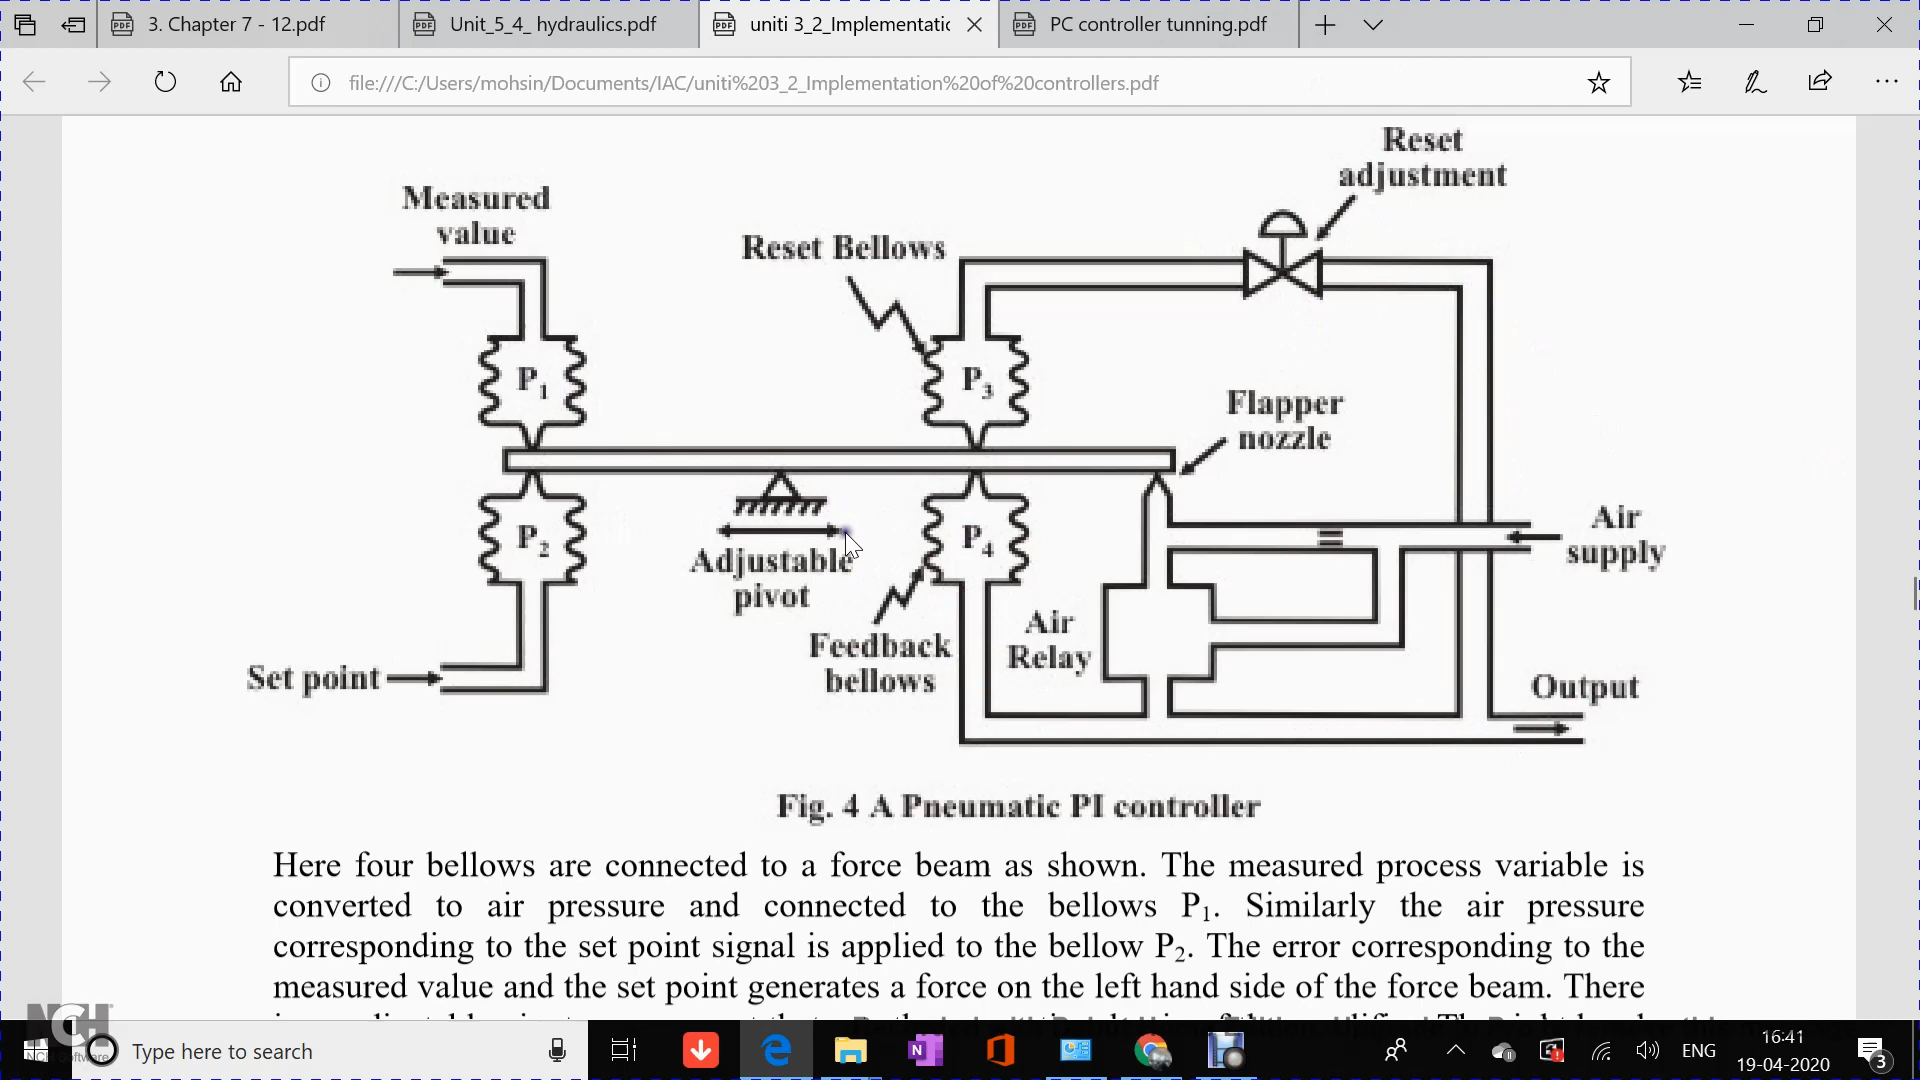 3. Chapter 7 - 12.pdf
Unit_5_4_ hydraulics.pdf
uniti 3_2_Implementatic
PC controller tunning.pdf
file:///C:/Users/mohsin/Documents/IAC/uniti%203_2_Implementation%20of%20controllers.pdf
Reset
adjustment
Measured
value
Reset Bellows
P1
P3
Flapper
nozzle
P2
P4
Air
supply
Adjustable
pivot
Feedback
bellows
Air
Relay
Set point
Output
Fig. 4 A Pneumatic PI controller
Here four bellows are connected to a force beam as shown. The measured process variable is
converted to air pressure and connected to the bellows P1. Similarly the air pressure
corresponding to the set point signal is applied to the bellow P2. The error corresponding to the
measured value and the set point generates a force on the left hand side of the force beam. There
NCH
NCH Software
Type here to search
ENG
16:41
19-04-2020
3